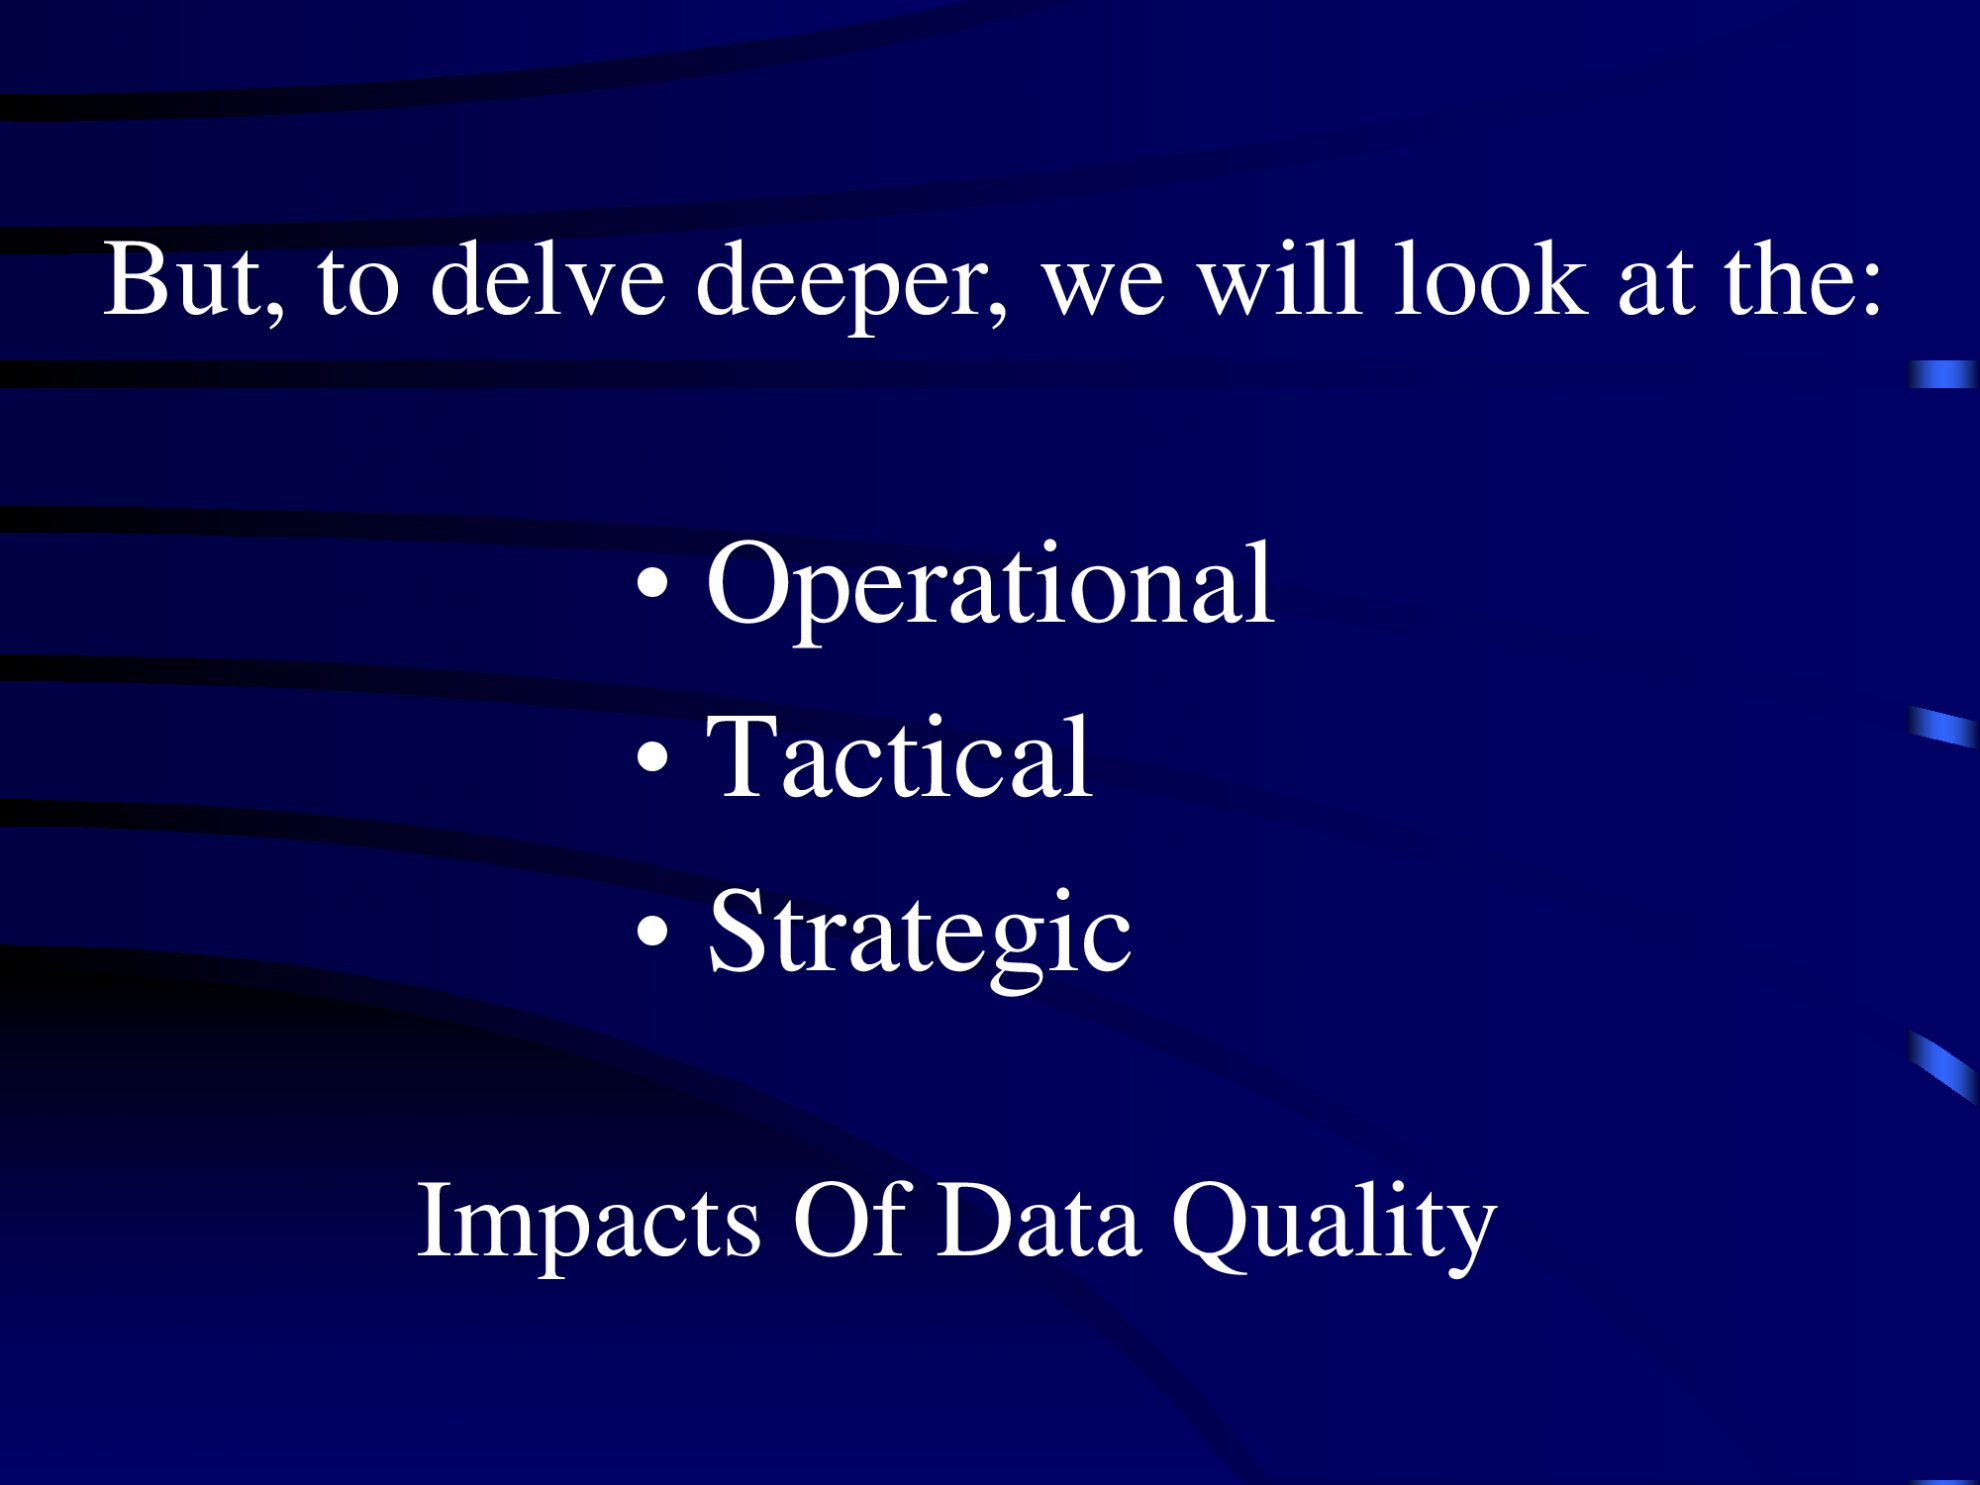 But, to delve deeper, we will look at the:
• Operational
• Tactical
• Strategic
Impacts Of Data Quality